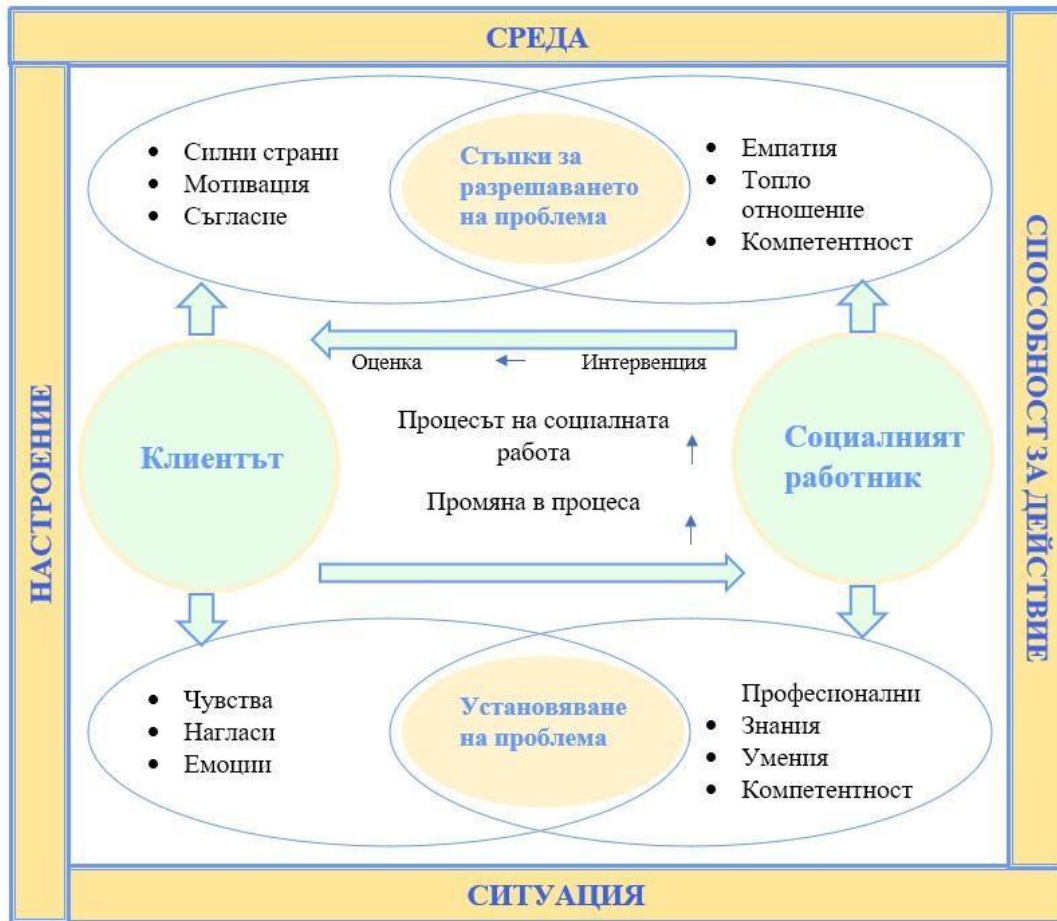 СРЕДА
НАСТРОЕНИЕ
СПОСОБНОСТ ЗА ДЕЙСТВИЕ
• Силни страни
• Мотивация
• Съгласие
Стъпки за
разрешаването
на проблема
• Емпатия
• Топло
отношение
• Компетентност
Оценка
Интервенция
Клиентът
Процесът на социалната
работа
Промяна в процеса
Социалният
работник
• Чувства
• Нагласи
• Емоции
Установяване
на проблема
Професионални
• Знания
• Умения
• Компетентност
СИТУАЦИЯ